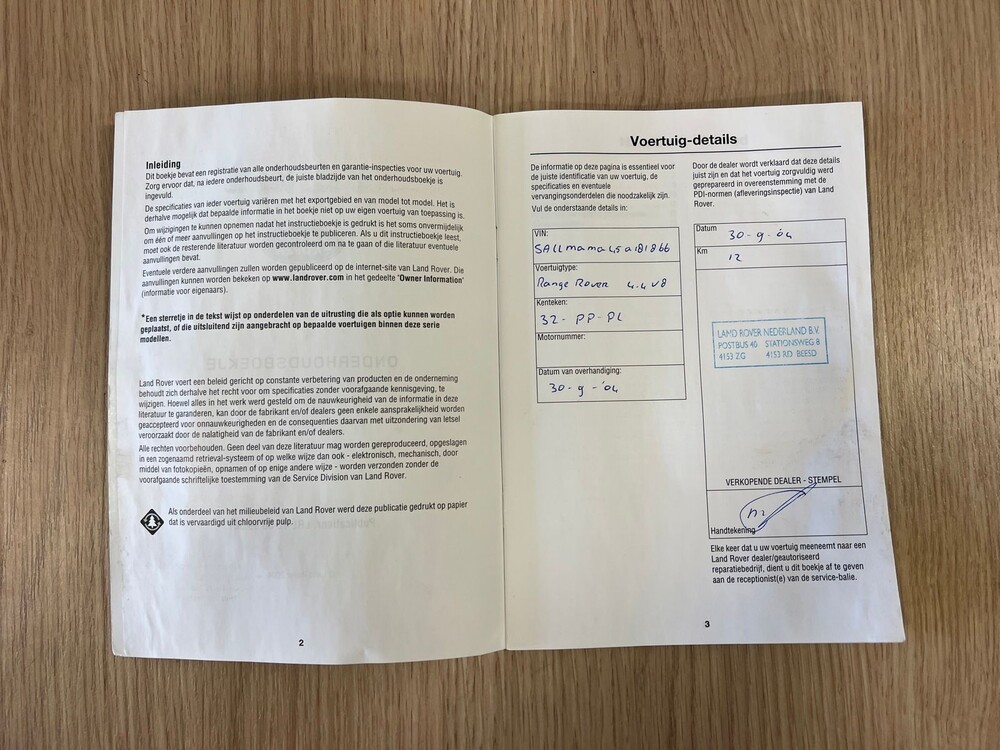 Inleiding
Dit boekje bevat een registratie van alle onderhoudsbeurten en garantie-inspecties voor uw voertuig.
Zorg ervoor dat, na iedere onderhoudsbeurt, de juiste bladzijde van het onderhoudsboekje is
ingevuld.
De specificaties van ieder voertuig variëren met het exportgebied en van model tot model. Het is
derhalve mogelijk dat bepaalde informatie in het boekje niet op uw eigen voertuig van toepassing is.
Om wijzigingen te kunnen opnemen nadat het instructieboekje is gedrukt is het soms onvermijdelijk
om één of meer aanvullingen op het instructieboekje te publiceren. Als u dit instructieboekje leest,
moet ook de resterende literatuur worden gecontroleerd om na te gaan of die literatuur eventuele
aanvullingen bevat.
Eventuele verdere aanvullingen zullen worden gepubliceerd op de internet-site van Land Rover. Die
aanvullingen kunnen worden bekeken op www.landrover.com in het gedeelte "Owner Information"
(informatie voor eigenaars).
*Een sterretje in de tekst wijst op onderdelen van de uitrusting die als optie kunnen worden
geplaatst, of die uitsluitend zijn aangebracht op bepaalde voertuigen binnen deze serie
modellen.
Land Rover voert een beleid gericht op constante verbetering van producten en de onderneming
behoudt zich derhalve het recht voor om specificaties zonder voorafgaande kennisgeving, te
wijzigen. Hoewel alles in het werk werd gesteld om de nauwkeurigheid van de informatie in deze
literatuur te garanderen, kan door de fabrikant en/of dealers geen enkele aansprakelijkheid worden
geaccepteerd voor onnauwkeurigheden en de consequenties daarvan met uitzondering van letsel
veroorzaakt door de nalatigheid van de fabrikant en/of dealers.
Alle rechten voorbehouden. Geen deel van deze literatuur mag worden gereproduceerd, opgeslagen
in een zogenaamd retrieval-systeem of op welke wijze dan ook - elektronisch, mechanisch, door
middel van fotokopieën, opnamen of op enige andere wijze - worden verzonden zonder de
voorafgaande schriftelijke toestemming van de Service Division van Land Rover.
Als onderdeel van het milieubeleid van Land Rover werd deze publicatie gedrukt op papier
dat is vervaardigd uit chloorvrije pulp.
2
Voertuig-details
De informatie op deze pagina is essentieel voor
de juiste identificatie van uw voertuig, de
specificaties en eventuele
vervangingsonderdelen die noodzakelijk zijn.
Vul de onderstaande details in:
VIN:
SALLmama45a181866
Voertuigtype:
Range Rover 4.4 V8
Kenteken:
32-PP-PL
Motornummer:
Datum van overhandiging:
30-9-'04
Door de dealer wordt verklaard dat deze details
juist zijn en dat het voertuig zorgvuldig werd
geprepareerd in overeenstemming met de
PDI-normen (afleveringsinspectie) van Land
Rover.
Datum
30-9-'04
Km
12
LAND ROVER NEDERLAND B.V.
POSTBUS 40 STATIONSWEG 8
4153 ZG 4153 RD BEESD
VERKOPENDE DEALER - STEMPEL
Handtekening
Elke keer dat u uw voertuig meeneemt naar een
Land Rover dealer/geautoriseerd
reparatiebedrijf, dient u dit boekje af te geven
aan de receptionist(e) van de service-balie.
3